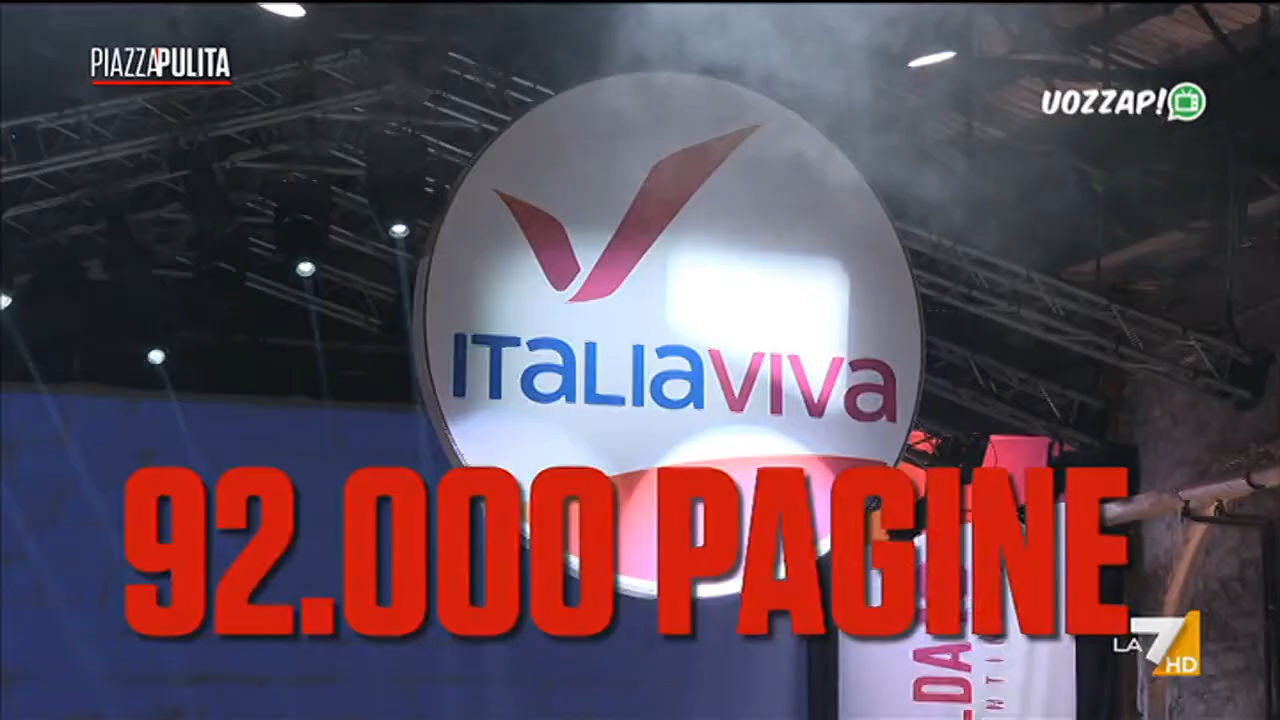 PIAZZAPULITA
UOZZAP!
ITALIAVIVA
92.000 PAGINE
LA7
HD